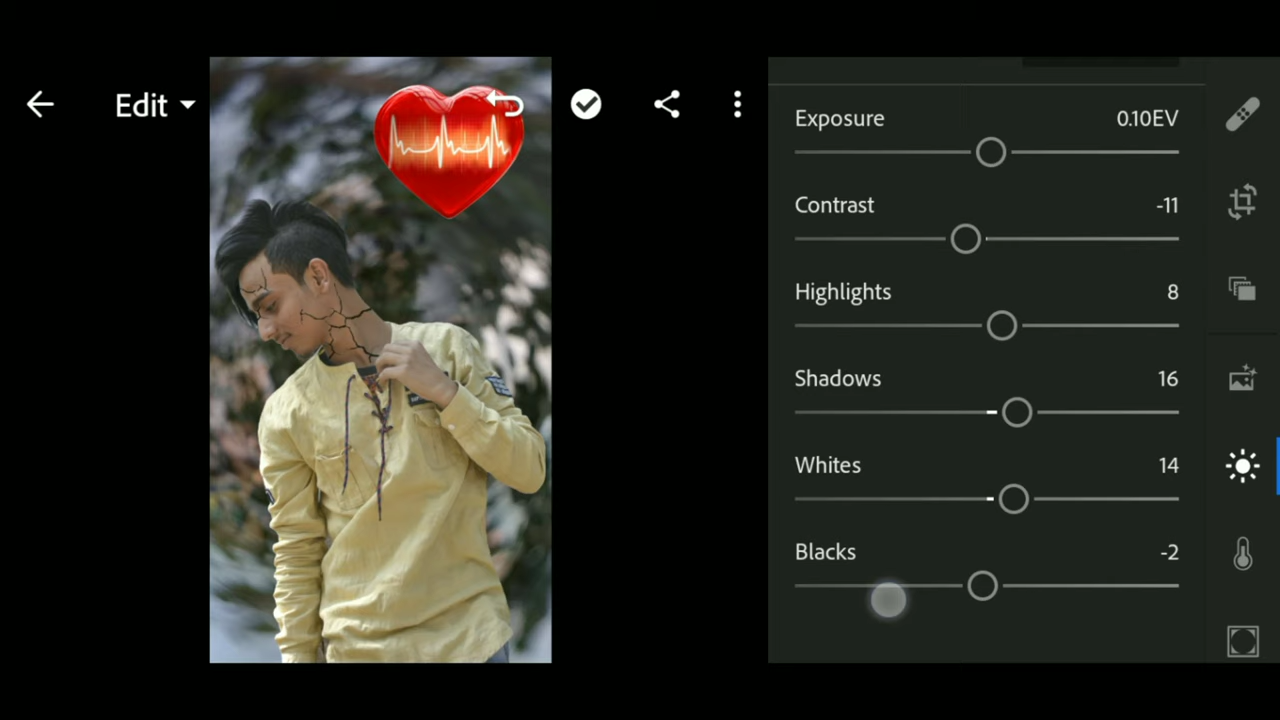 Edit
Exposure 0.10EV
Contrast -11
Highlights 8
Shadows 16
Whites 14
Blacks -2